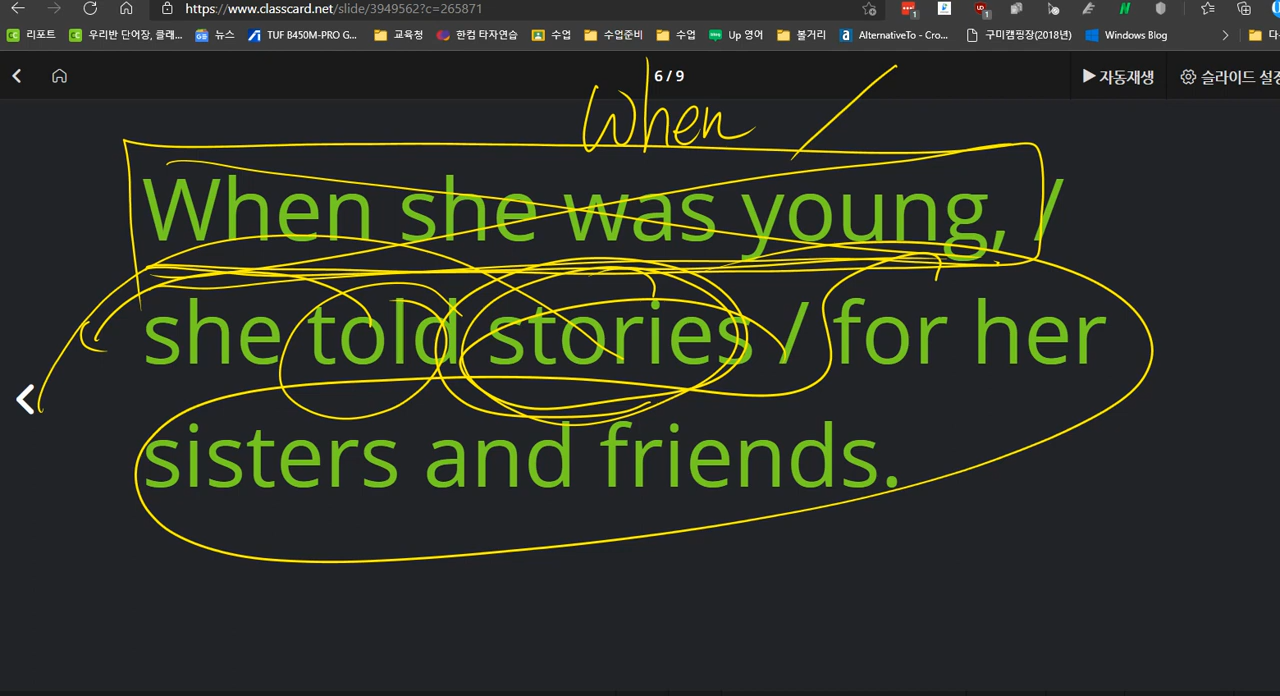 https://www.classcard.net/slide/3949562?c=265871
1
1
리포트 우리반 단어장, 클래... 뉴스 TUF B450M-PRO G... 교육청 한컴 타자연습 수업 수업준비 수업 Up 영어 볼거리 AlternativeTo - Cro... 구미캠핑장(2018년) Windows Blog 다
6 / 9 ▶자동재생 슬라이드 설정
When /
When she was young, /
she told stories / for her
sisters and friends.